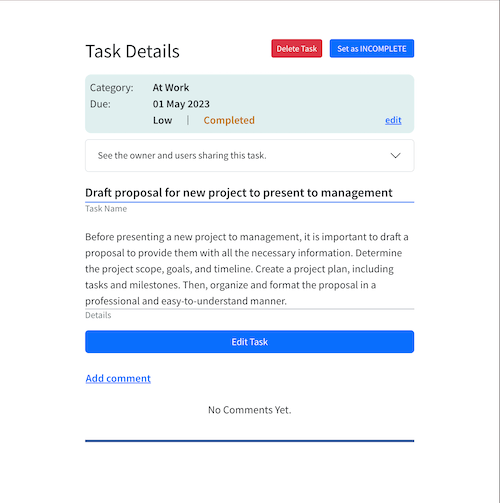 Task Details
Delete Task
Set as INCOMPLETE
Category: At Work
Due: 01 May 2023
Low | Completed
edit
See the owner and users sharing this task.
Draft proposal for new project to present to management
Task Name
Before presenting a new project to management, it is important to draft a
proposal to provide them with all the necessary information. Determine
the project scope, goals, and timeline. Create a project plan, including
tasks and milestones. Then, organize and format the proposal in a
professional and easy-to-understand manner.
Details
Edit Task
Add comment
No Comments Yet.